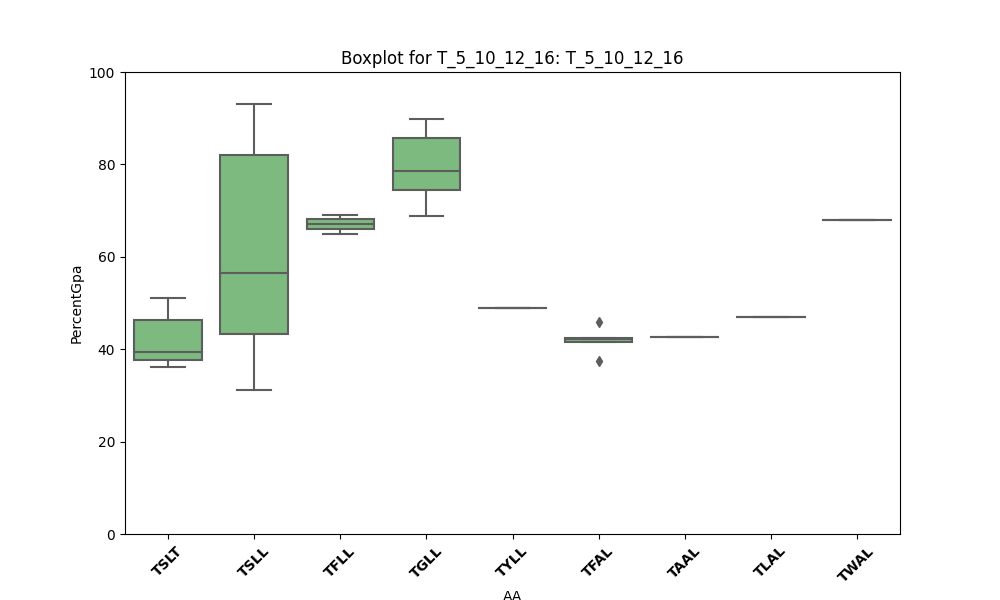 Boxplot for T_5_10_12_16: T_5_10_12_16
100
80
60
40
20
0
PercentGpa
TSLT
TSLL
TFLL
TGLL
TYLL
TFAL
TAAL
TLAL
TWAL
AA